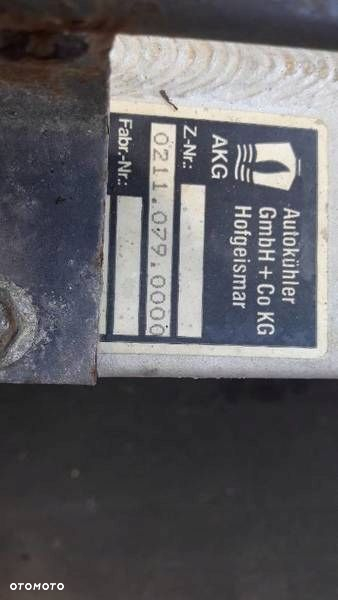 AKG
Autokühler
GmbH + Co KG
Hofgeismar
Z-Nr.:
0211.079.0000
Fabr.-Nr.:
OTOMOTO